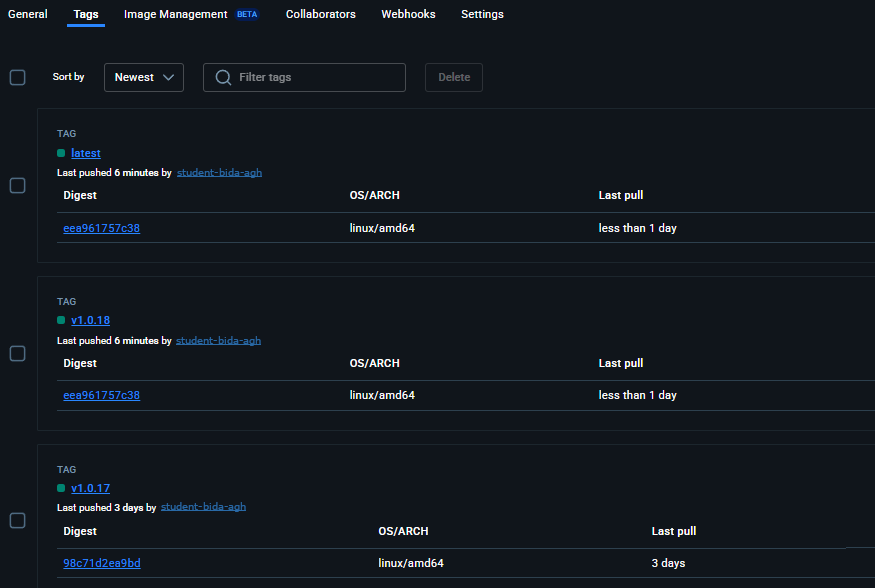 General Tags Image Management BETA Collaborators Webhooks Settings
Sort by Newest Filter tags Delete
TAG
latest
Last pushed 6 minutes by student-bida-agh
Digest OS/ARCH Last pull
eea961757c38 linux/amd64 less than 1 day
TAG
v1.0.18
Last pushed 6 minutes by student-bida-agh
Digest OS/ARCH Last pull
eea961757c38 linux/amd64 less than 1 day
TAG
v1.0.17
Last pushed 3 days by student-bida-agh
Digest OS/ARCH Last pull
98c71d2ea9bd linux/amd64 3 days